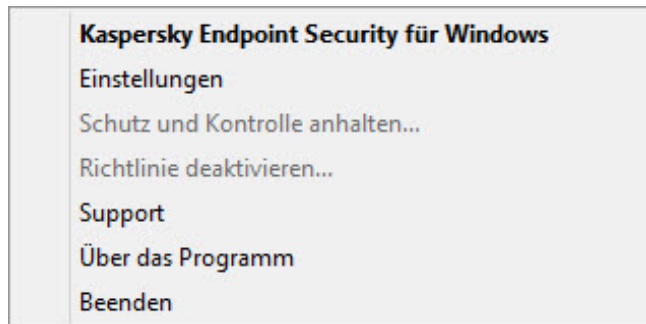 Kaspersky Endpoint Security für Windows
Einstellungen
Schutz und Kontrolle anhalten...
Richtlinie deaktivieren...
Support
Über das Programm
Beenden